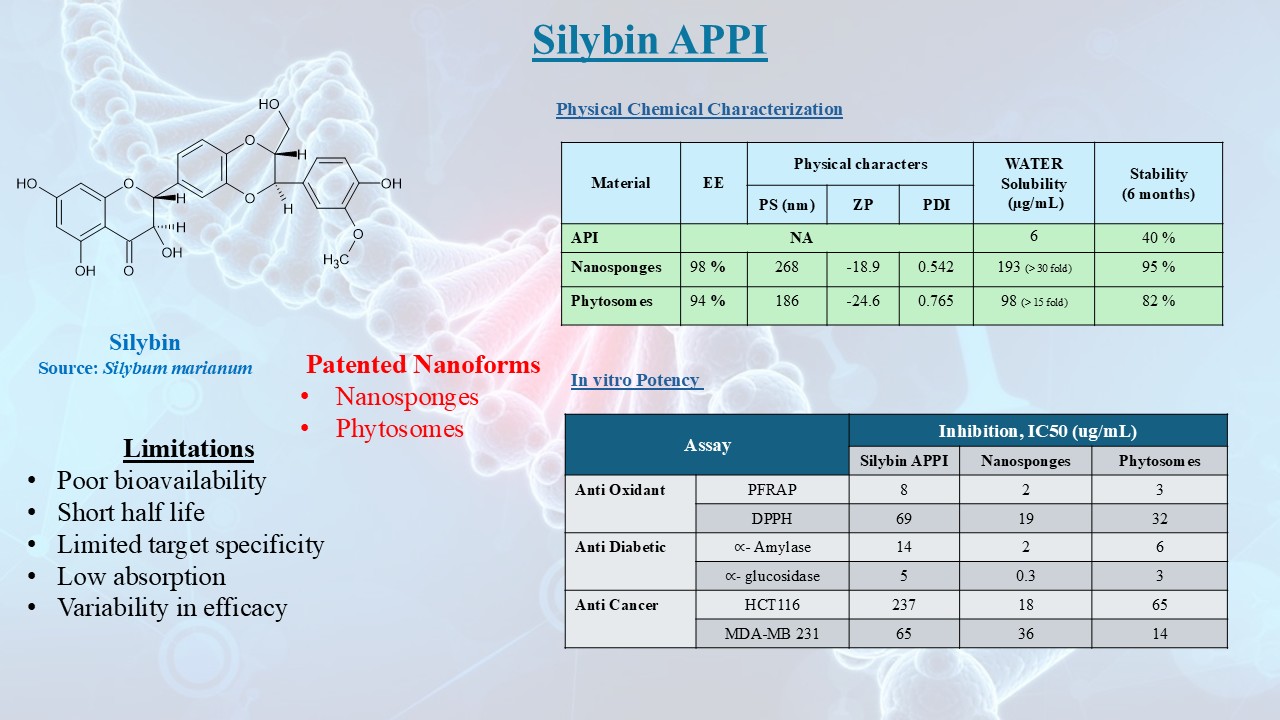 Silybin APPI
Physical Chemical Characterization
HO
HO
O
O
O
H
H
H
H
OH
OH
OH
O
O
H₃C
Silybin
Source: Silybum marianum
Patented Nanoforms
• Nanosponges
• Phytosomes
Limitations
• Poor bioavailability
• Short half life
• Limited target specificity
• Low absorption
• Variability in efficacy
Material EE Physical characters WATER Solubility (µg/mL) Stability (6 months)
PS (nm) ZP PDI
API NA 6 40 %
Nanosponges 98 % 268 -18.9 0.542 193 (> 30 fold) 95 %
Phytosomes 94 % 186 -24.6 0.765 98 (> 15 fold) 82 %
In vitro Potency
Assay Inhibition, IC50 (ug/mL)
Silybin APPI Nanosponges Phytosomes
Anti Oxidant PFRAP 8 2 3
DPPH 69 19 32
Anti Diabetic ∝- Amylase 14 2 6
∝- glucosidase 5 0.3 3
Anti Cancer HCT116 237 18 65
MDA-MB 231 65 36 14